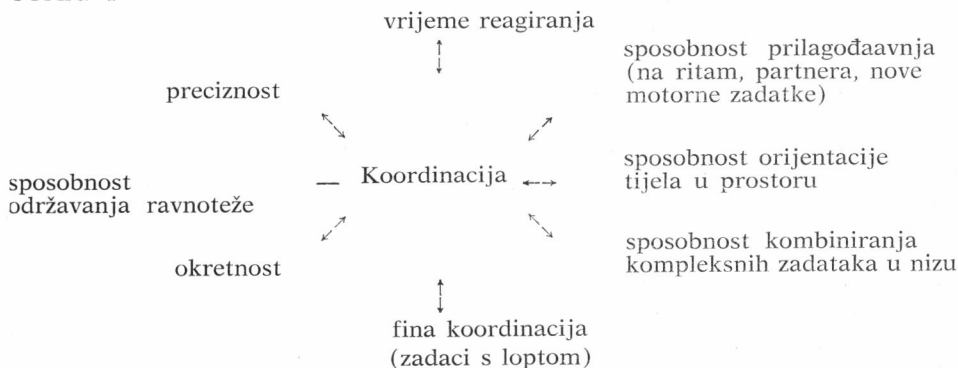 vrijeme reagiranja
sposobnost prilagođaavnja
(na ritam, partnera, nove
motorne zadatke)
preciznost
sposobnost orijentacije
tijela u prostoru
Koordinacija
sposobnost
održavanja ravnoteže
sposobnost kombiniranja
kompleksnih zadataka u nizu
okretnost
fina koordinacija
(zadaci s loptom)